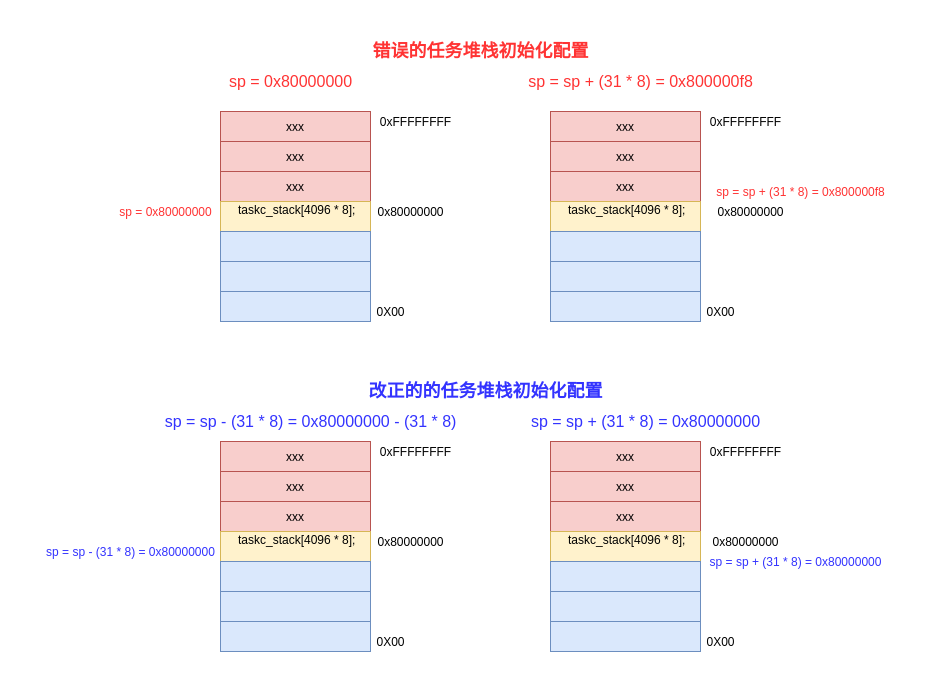 错误的任务堆栈初始化配置
sp = 0x80000000
sp = sp + (31 * 8) = 0x800000f8
xxx
0xFFFFFFFF
xxx
xxx
sp = 0x80000000
taskc_stack[4096 * 8];
0x80000000
0X00
xxx
0xFFFFFFFF
xxx
xxx
sp = sp + (31 * 8) = 0x800000f8
taskc_stack[4096 * 8];
0x80000000
0X00
改正的的任务堆栈初始化配置
sp = sp - (31 * 8) = 0x80000000 - (31 * 8)
sp = sp + (31 * 8) = 0x80000000
xxx
0xFFFFFFFF
xxx
xxx
taskc_stack[4096 * 8];
0x80000000
sp = sp - (31 * 8) = 0x80000000
0X00
xxx
0xFFFFFFFF
xxx
xxx
taskc_stack[4096 * 8];
0x80000000
sp = sp + (31 * 8) = 0x80000000
0X00